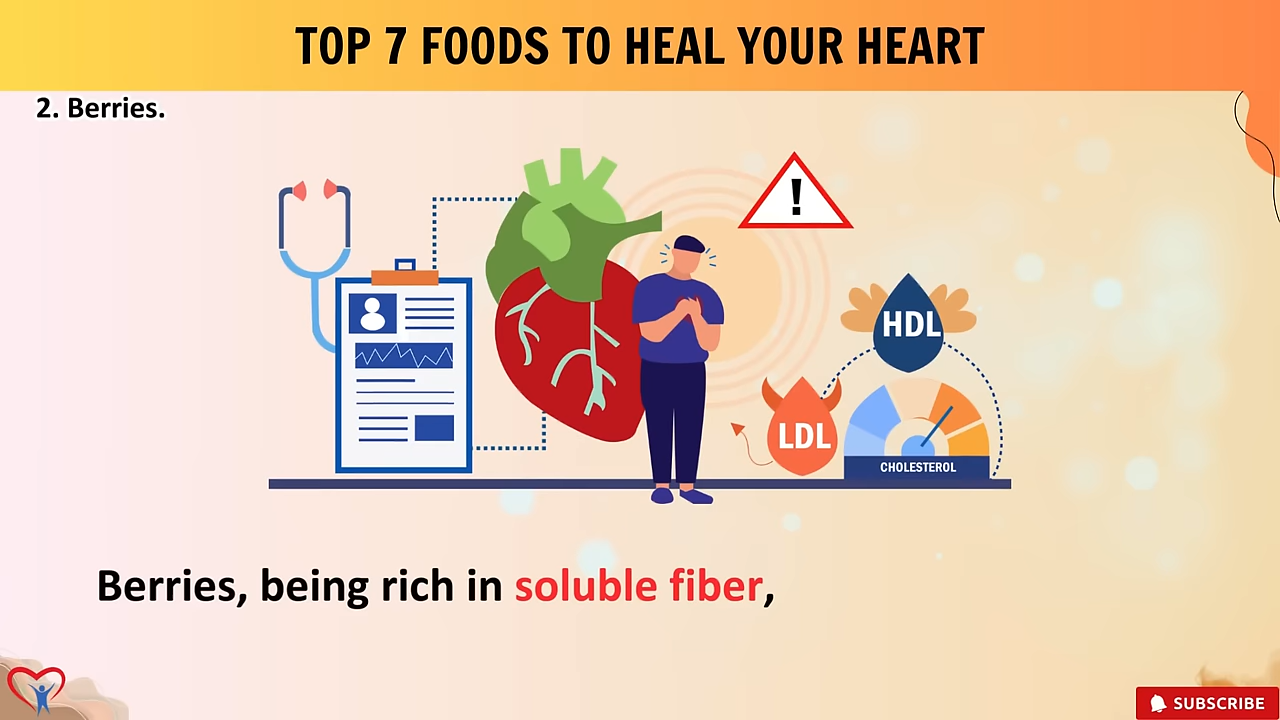 TOP 7 FOODS TO HEAL YOUR HEART
2. Berries.
!
HDL
LDL
CHOLESTEROL
Berries, being rich in soluble fiber,
SUBSCRIBE